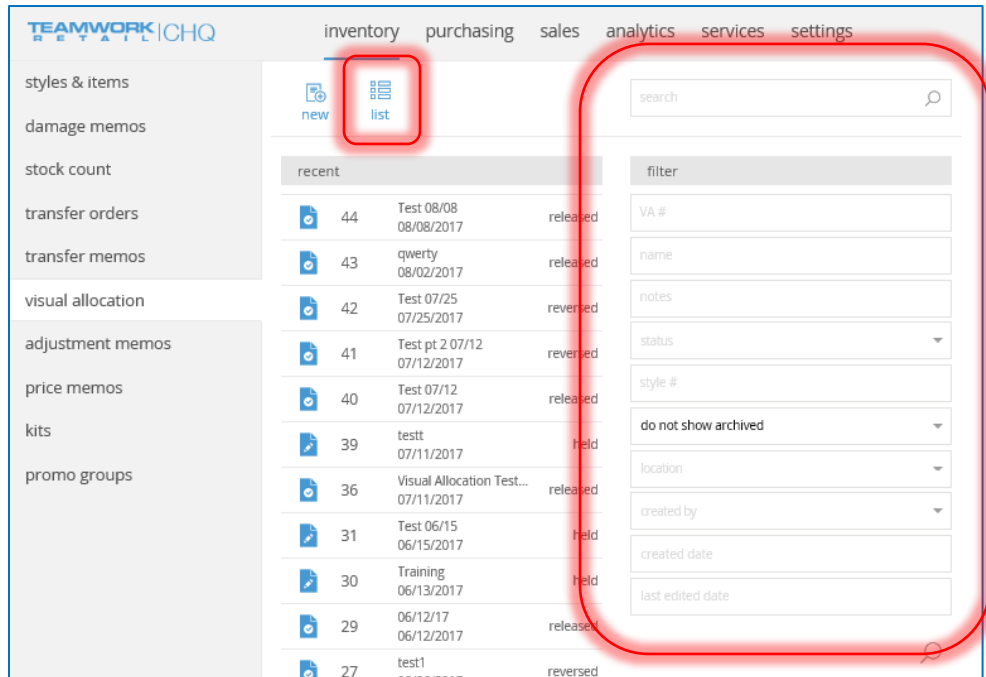 TEAMWORK | CHQ
RETAIL
inventory purchasing sales analytics services settings
styles & items
damage memos
stock count
transfer orders
transfer memos
visual allocation
adjustment memos
price memos
kits
promo groups
new
list
recent
44 Test 08/08 released
08/08/2017
43 qwerty released
08/02/2017
42 Test 07/25 reversed
07/25/2017
41 Test pt 2 07/12 reversed
07/12/2017
40 Test 07/12 released
07/12/2017
39 testt held
07/11/2017
36 Visual Allocation Test... released
07/11/2017
31 Test 06/15 held
06/15/2017
30 Training held
06/13/2017
29 06/12/17 released
06/12/2017
27 test1 reversed
search
filter
VA #
name
notes
status
style #
do not show archived
location
created by
created date
last edited date